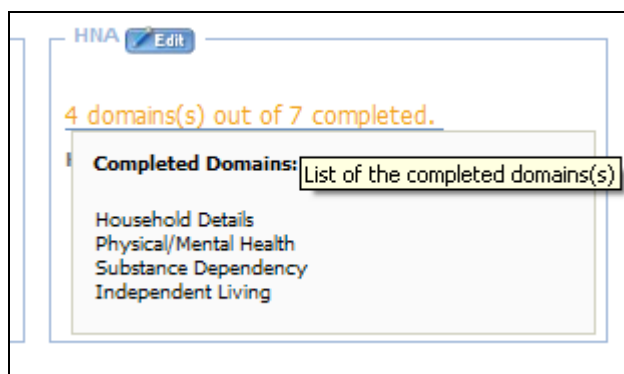 HNA Edit
4 domains(s) out of 7 completed.
Completed Domains:
List of the completed domains(s)
Household Details
Physical/Mental Health
Substance Dependency
Independent Living